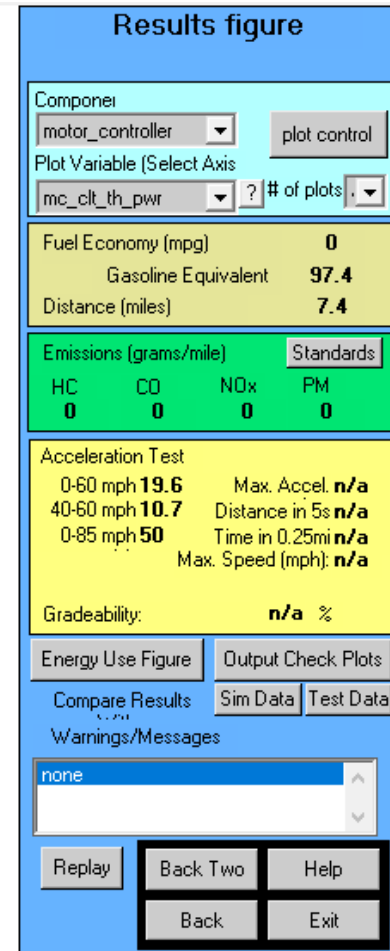 Results figure
Componer
motor_controller
plot control
Plot Variable (Select Axis
mc_clt_th_pwr ? # of plots
Fuel Economy (mpg) 0
Gasoline Equivalent 97.4
Distance (miles) 7.4
Emissions (grams/mile) Standards
HC CO NOx PM
0 0 0 0
Acceleration Test
0-60 mph 19.6 Max. Accel. n/a
40-60 mph 10.7 Distance in 5s n/a
0-85 mph 50 Time in 0.25mi n/a
Max. Speed (mph): n/a
Gradeability: n/a %
Energy Use Figure Output Check Plots
Compare Results Sim Data Test Data
Warnings/Messages
none
Replay Back Two Help
Back Exit